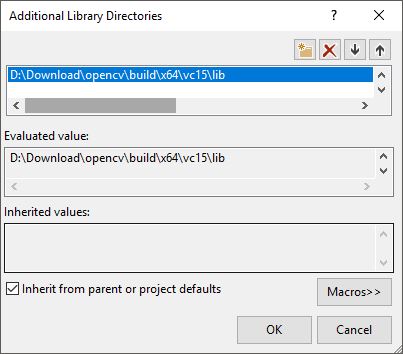 Additional Library Directories
D:\Download\opencv\build\x64\vc15\lib
Evaluated value:
D:\Download\opencv\build\x64\vc15\lib
Inherited values:
Inherit from parent or project defaults
Macros>>
OK Cancel